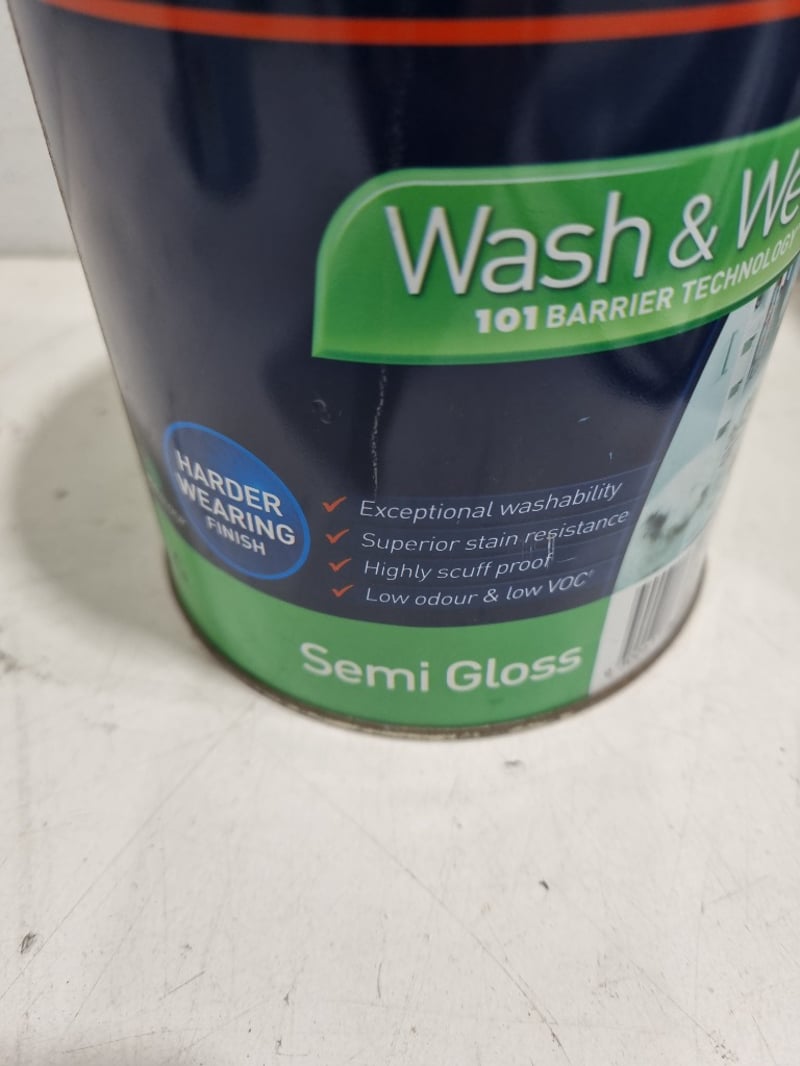 Wash & We
101 BARRIER TECHNOLOGY
HARDER
WEARING
FINISH
Exceptional washability
Superior stain resistance
Highly scuff proof
Low odour & low VOC*
Semi Gloss